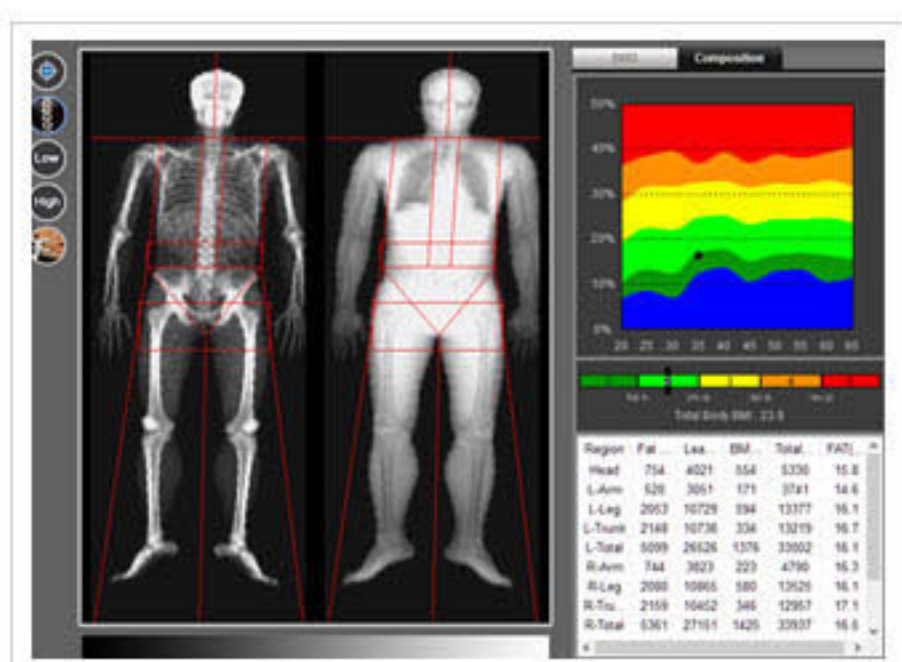 Composition
Low
High
50%
40%
30%
20%
10%
0%
20 25 30 35 40 45 50 55 60 65
Total Body BMI : 23.8
Region Fat ... Lea... BM... Total... FAT(...
Head 754 4021 554 5330 15.8
L-Arm 520 3051 171 3741 14.6
L-Leg 2053 10729 594 13377 16.1
L-Trunk 2148 10736 334 13219 16.7
L-Total 5099 26526 1376 33002 16.1
R-Arm 744 3823 223 4790 16.3
R-Leg 2080 10865 580 13525 16.1
R-Tru... 2159 10452 346 12957 17.1
R-Total 5361 27151 1425 33937 16.5